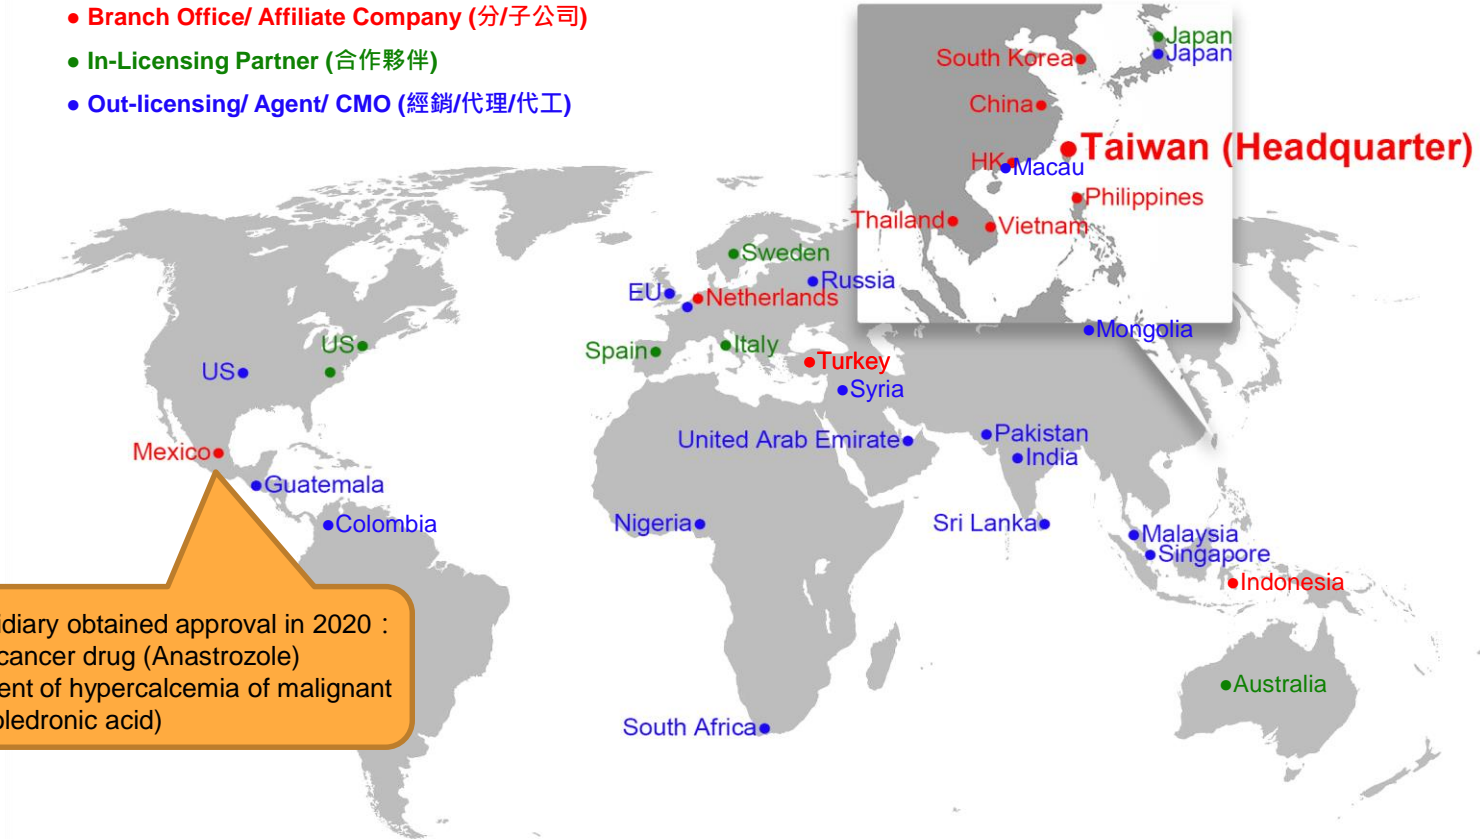 ● Branch Office/ Affiliate Company (分/子公司)
● In-Licensing Partner (合作夥伴)
● Out-licensing/ Agent/ CMO (經銷/代理/代工)
Japan
Japan
South Korea
China
Taiwan (Headquarter)
HK
Macau
Philippines
Thailand
Vietnam
Sweden
Russia
EU
Netherlands
Mongolia
US
Spain
Italy
US
Turkey
Syria
United Arab Emirate
Pakistan
Mexico
India
Guatemala
Colombia
Nigeria
Sri Lanka
Malaysia
Singapore
Indonesia
obtained approval in 2020：
cancer drug (Anastrozole)
of hypercalcemia of malignant
acid)
Australia
South Africa